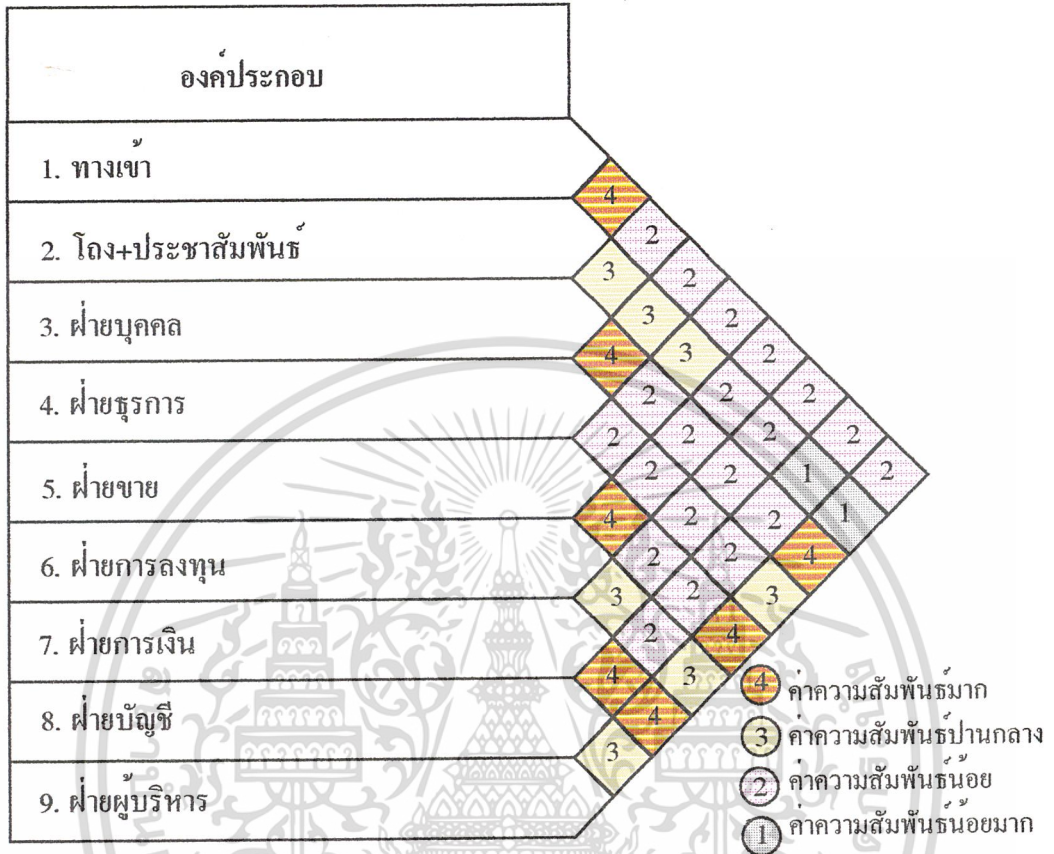 องค์ประกอบ
1. ทางเข้า
4
2
2. โถง+ประชาสัมพันธ์
3 2
3 2
3. ฝ่ายบุคคล
4 3 2
2 2 2
4. ฝ่ายธุรการ
2 2 2 2
2 2 1 2
5. ฝ่ายขาย
4 2 2 1
2 2 4
6. ฝ่ายการลงทุน
3 2 3
2 4
7. ฝ่ายการเงิน
4 3
4
8. ฝ่ายบัญชี
3
9. ฝ่ายผู้บริหาร
4 ค่าความสัมพันธ์มาก
3 ค่าความสัมพันธ์ปานกลาง
2 ค่าความสัมพันธ์น้อย
1 ค่าความสัมพันธ์น้อยมาก